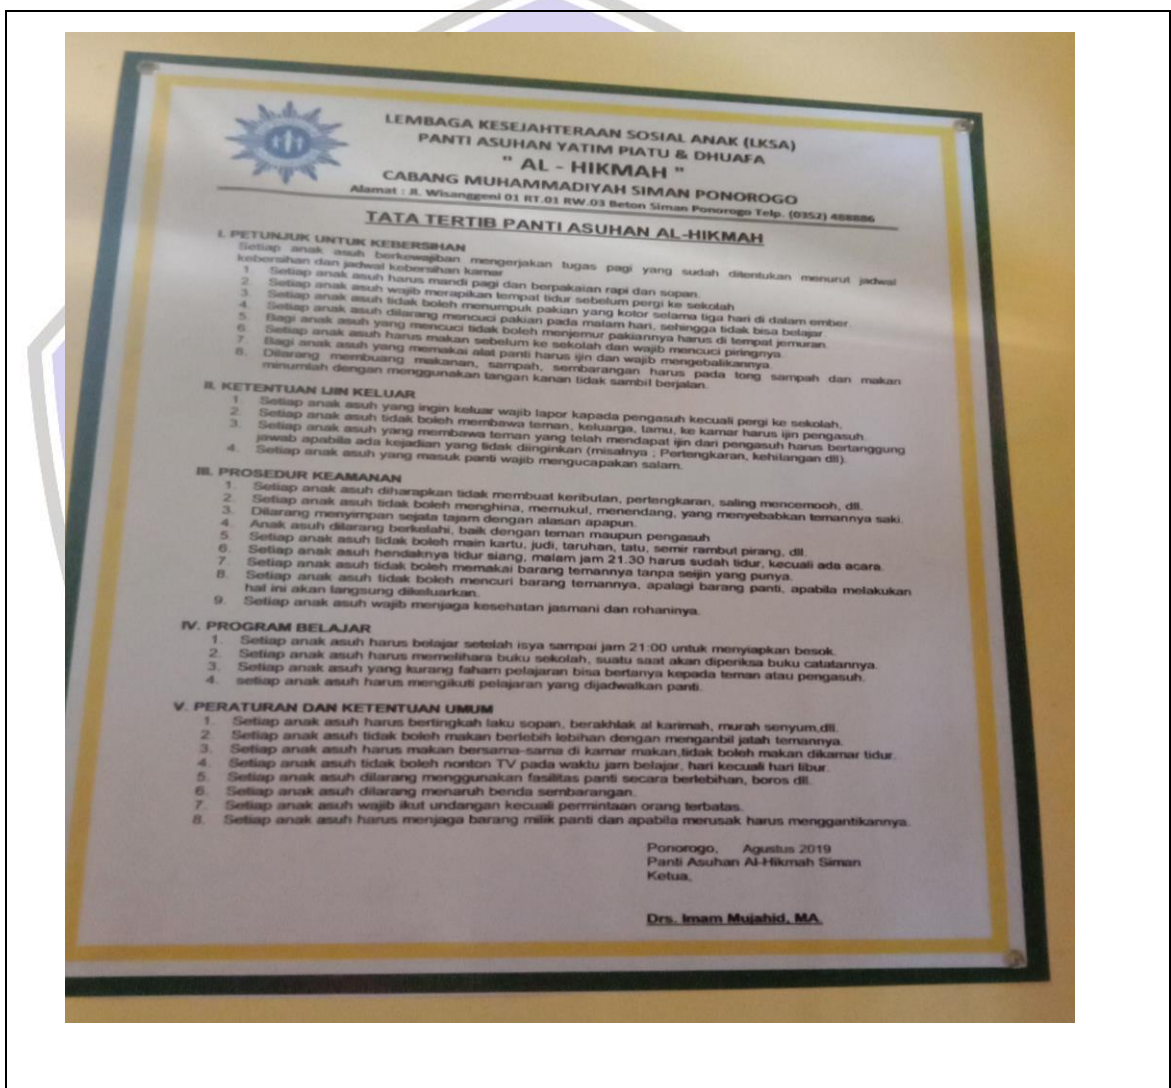 LEMBAGA KESEJAHTERAAN SOSIAL ANAK (LKSA)
PANTI ASUHAN YATIM PIATU & DHUAFA
" AL - HIKMAH "
CABANG MUHAMMADIYAH SIMAN PONOROGO
Alamat : Jl. Wisanggeni 01 RT.01 RW.03 Beton Siman Ponorogo Telp. (0352) 488886
TATA TERTIB PANTI ASUHAN AL-HIKMAH
I. PETUNJUK UNTUK KEBERSIHAN
Setiap anak asuh berkewajiban mengerjakan tugas pagi yang sudah ditentukan menurut jadwal
kebersihan dan jadwal kebersihan kamar
1. Setiap anak asuh harus mandi pagi dan berpakaian rapi dan sopan.
2. Setiap anak asuh wajib merapikan tempat tidur sebelum pergi ke sekolah
3. Setiap anak asuh tidak boleh menumpuk pakian yang kotor selama tiga hari di dalam ember.
4. Setiap anak asuh dilarang mencuci pakian pada malam hari, sehingga tidak bisa belajar
5. Bagi anak asuh yang mencuci tidak boleh menjemur pakiannya harus di tempat jemuran.
6. Setiap anak asuh harus makan sebelum ke sekolah dan wajib mencuci piringnya.
7. Bagi anak asuh yang memakai alat panti harus ijin dan wajib mengebalikannya.
8. Dilarang membuang makanan, sampah, sembarangan harus pada tong sampah dan makan
minumlah dengan menggunakan tangan kanan tidak sambil berjalan.
II. KETENTUAN IJIN KELUAR
1. Setiap anak asuh yang ingin keluar wajib lapor kapada pengasuh kecuali pergi ke sekolah.
2. Setiap anak asuh tidak boleh membawa teman, keluarga, tamu, ke kamar harus ijin pengasuh.
3. Setiap anak asuh yang membawa teman yang telah mendapat ijin dari pengasuh harus bertanggung
jawab apabila ada kejadian yang tidak diinginkan (misalnya ; Pertengkaran, kehilangan dll).
4. Setiap anak asuh yang masuk panti wajib mengucapakan salam.
III. PROSEDUR KEAMANAN
1. Setiap anak asuh diharapkan tidak membuat keributan, pertengkaran, saling mencemooh, dll.
2. Setiap anak asuh tidak boleh menghina, memukul, menendang, yang menyebabkan temannya saki.
3. Dilarang menyimpan sejata tajam dengan alasan apapun.
4. Anak asuh dilarang berkelahi, baik dengan teman maupun pengasuh
5. Setiap anak asuh tidak boleh main kartu, judi, taruhan, tatu, semir rambut pirang, dll.
6. Setiap anak asuh hendaknya tidur siang, malam jam 21.30 harus sudah tidur, kecuali ada acara.
7. Setiap anak asuh tidak boleh memakai barang temannya tanpa seijin yang punya.
8. Setiap anak asuh tidak boleh mencuri barang temannya, apalagi barang panti, apabila melakukan
hal ini akan langsung dikeluarkan.
9. Setiap anak asuh wajib menjaga kesehatan jasmani dan rohaninya.
IV. PROGRAM BELAJAR
1. Setiap anak asuh harus belajar setelah isya sampai jam 21:00 untuk menyiapkan besok.
2. Setiap anak asuh harus memelihara buku sekolah, suatu saat akan diperiksa buku catatannya.
3. Setiap anak asuh yang kurang faham pelajaran bisa bertanya kepada teman atau pengasuh.
4. setiap anak asuh harus mengikuti pelajaran yang dijadwalkan panti.
V. PERATURAN DAN KETENTUAN UMUM
1. Setiap anak asuh harus bertingkah laku sopan, berakhlak al karimah, murah senyum,dll.
2. Setiap anak asuh tidak boleh makan berlebih lebihan dengan menganbil jatah temannya.
3. Setiap anak asuh harus makan bersama-sama di kamar makan,tidak boleh makan dikamar tidur.
4. Setiap anak asuh tidak boleh nonton TV pada waktu jam belajar, hari kecuali hari libur.
5. Setiap anak asuh dilarang menggunakan fasilitas panti secara berlebihan, boros dll.
6. Setiap anak asuh dilarang menaruh benda sembarangan.
7. Setiap anak asuh wajib ikut undangan kecuali permintaan orang terbatas.
8. Setiap anak asuh harus menjaga barang milik panti dan apabila merusak harus menggantikannya.
Ponorogo, Agustus 2019
Panti Asuhan Al-Hikmah Siman
Ketua,
Drs. Imam Mujahid, MA.